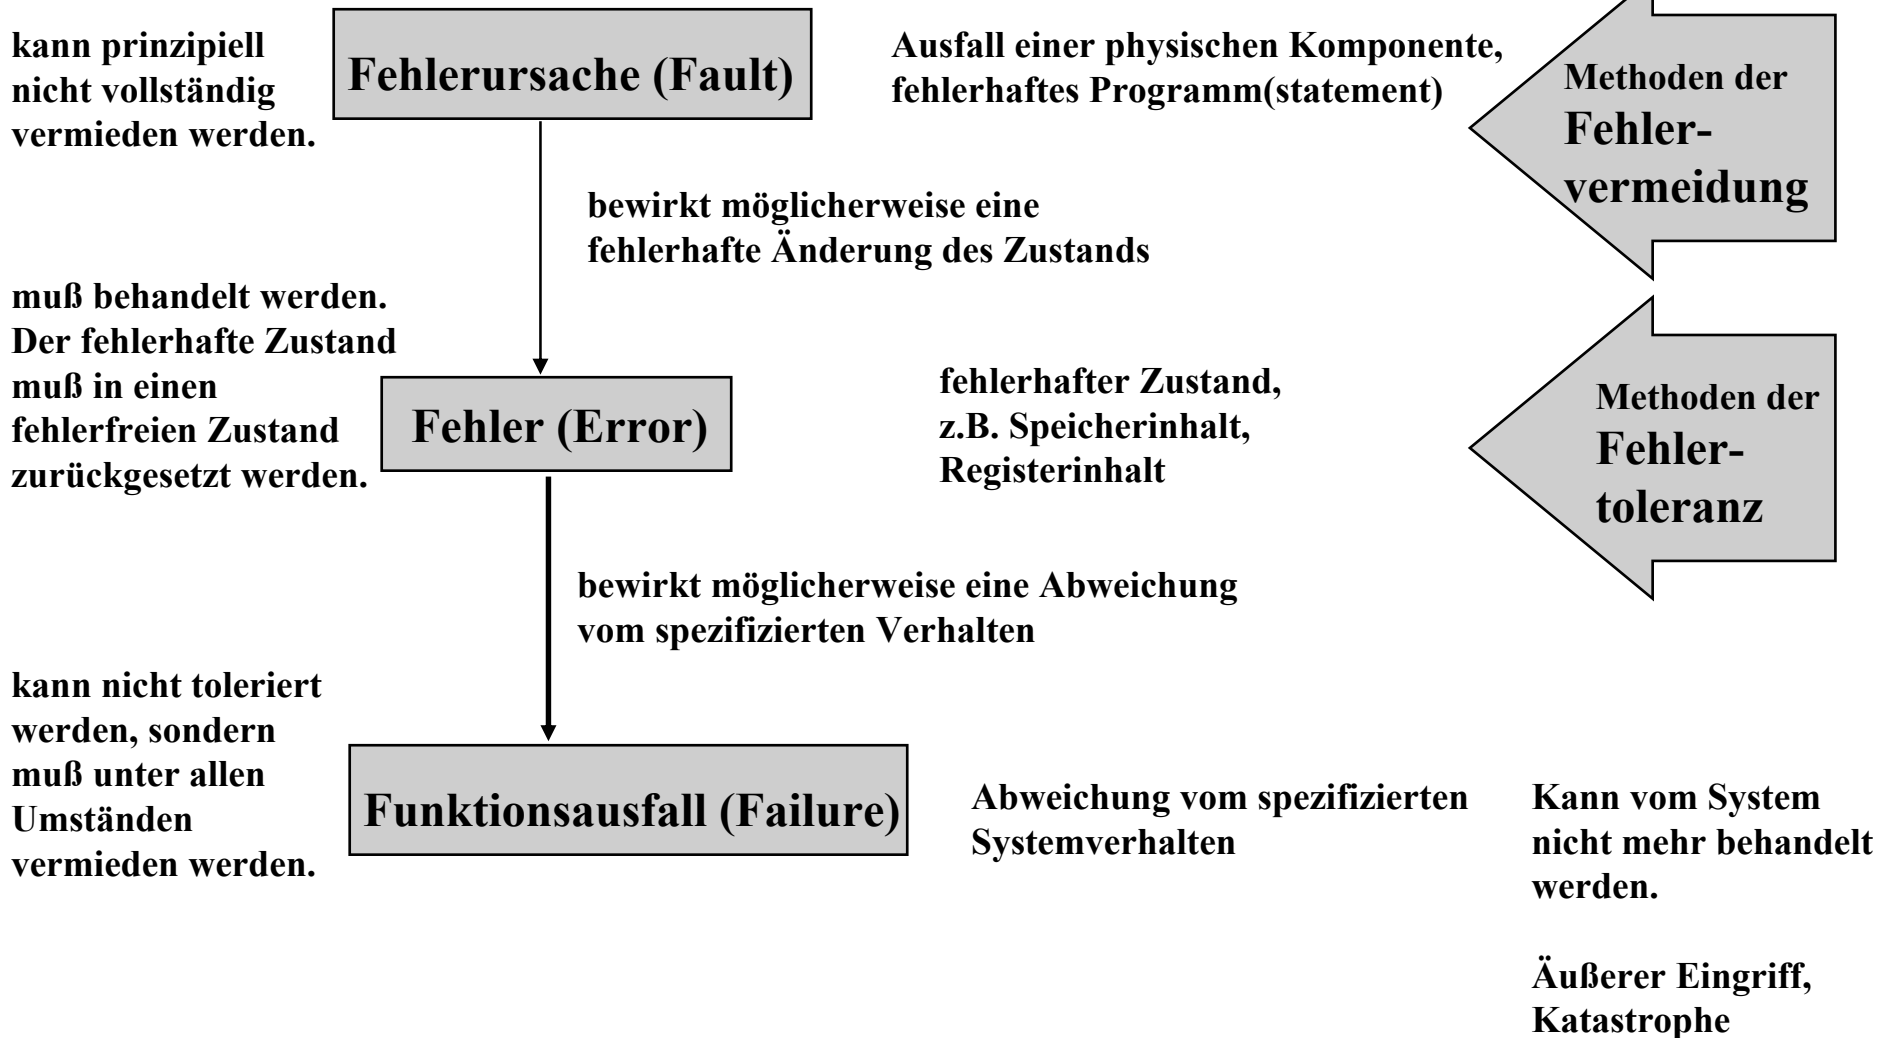 kann prinzipiell
nicht vollständig
vermieden werden.
Fehlerursache (Fault)
Ausfall einer physischen Komponente,
fehlerhaftes Programm(statement)
Methoden der
Fehler-
vermeidung
bewirkt möglicherweise eine
fehlerhafte Änderung des Zustands
muß behandelt werden.
Der fehlerhafte Zustand
muß in einen
fehlerfreien Zustand
zurückgesetzt werden.
Fehler (Error)
fehlerhafter Zustand,
z.B. Speicherinhalt,
Registerinhalt
Methoden der
Fehler-
toleranz
bewirkt möglicherweise eine Abweichung
vom spezifizierten Verhalten
kann nicht toleriert
werden, sondern
muß unter allen
Umständen
vermieden werden.
Funktionsausfall (Failure)
Abweichung vom spezifizierten
Systemverhalten
Kann vom System
nicht mehr behandelt
werden.
Äußerer Eingriff,
Katastrophe